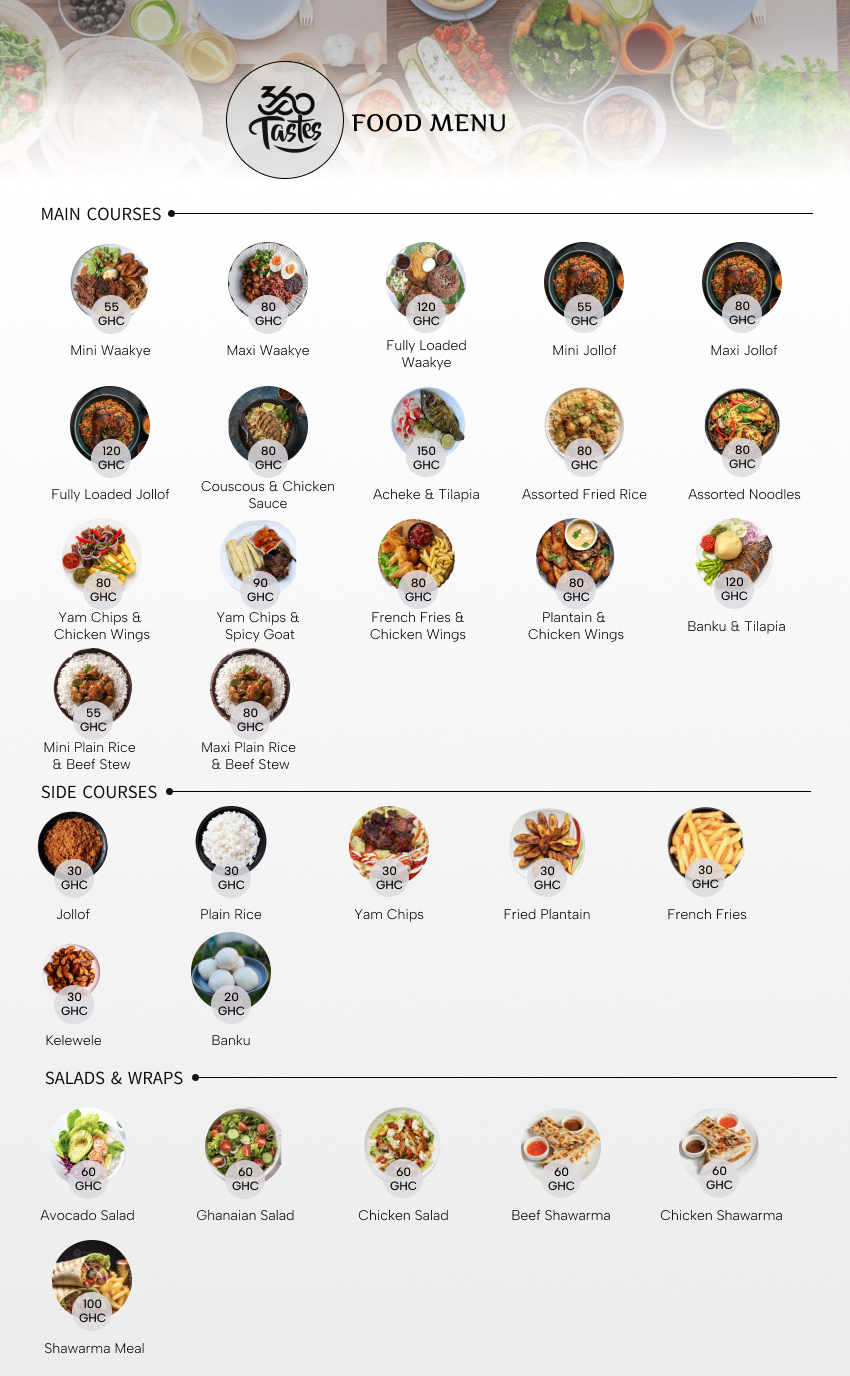 360
Tastes
FOOD MENU
MAIN COURSES
55
GHC
Mini Waakye
80
GHC
Maxi Waakye
120
GHC
Fully Loaded
Waakye
55
GHC
Mini Jollof
80
GHC
Maxi Jollof
120
GHC
Fully Loaded Jollof
80
GHC
Couscous & Chicken
Sauce
150
GHC
Acheke & Tilapia
80
GHC
Assorted Fried Rice
80
GHC
Assorted Noodles
80
GHC
Yam Chips &
Chicken Wings
90
GHC
Yam Chips &
Spicy Goat
80
GHC
French Fries &
Chicken Wings
80
GHC
Plantain &
Chicken Wings
120
GHC
Banku & Tilapia
55
GHC
Mini Plain Rice
& Beef Stew
80
GHC
Maxi Plain Rice
& Beef Stew
SIDE COURSES
30
GHC
Jollof
30
GHC
Plain Rice
30
GHC
Yam Chips
30
GHC
Fried Plantain
30
GHC
French Fries
30
GHC
Kelewele
20
GHC
Banku
SALADS & WRAPS
60
GHC
Avocado Salad
60
GHC
Ghanaian Salad
60
GHC
Chicken Salad
60
GHC
Beef Shawarma
60
GHC
Chicken Shawarma
100
GHC
Shawarma Meal